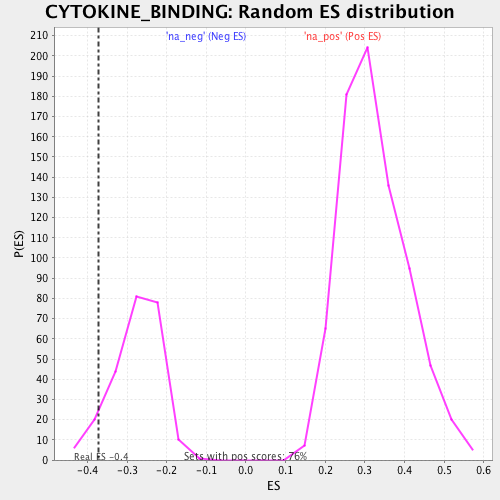 CYTOKINE_BINDING: Random ES distribution
'na_neg' (Neg ES)
'na_pos' (Pos ES)
210
200
190
180
170
160
150
140
130
120
110
100
90
80
70
60
50
40
30
20
10
0
P(ES)
Real ES -0.4
Sets with pos scores: 76%
-0.4 -0.3 -0.2 -0.1 0.0 0.1 0.2 0.3 0.4 0.5 0.6
ES